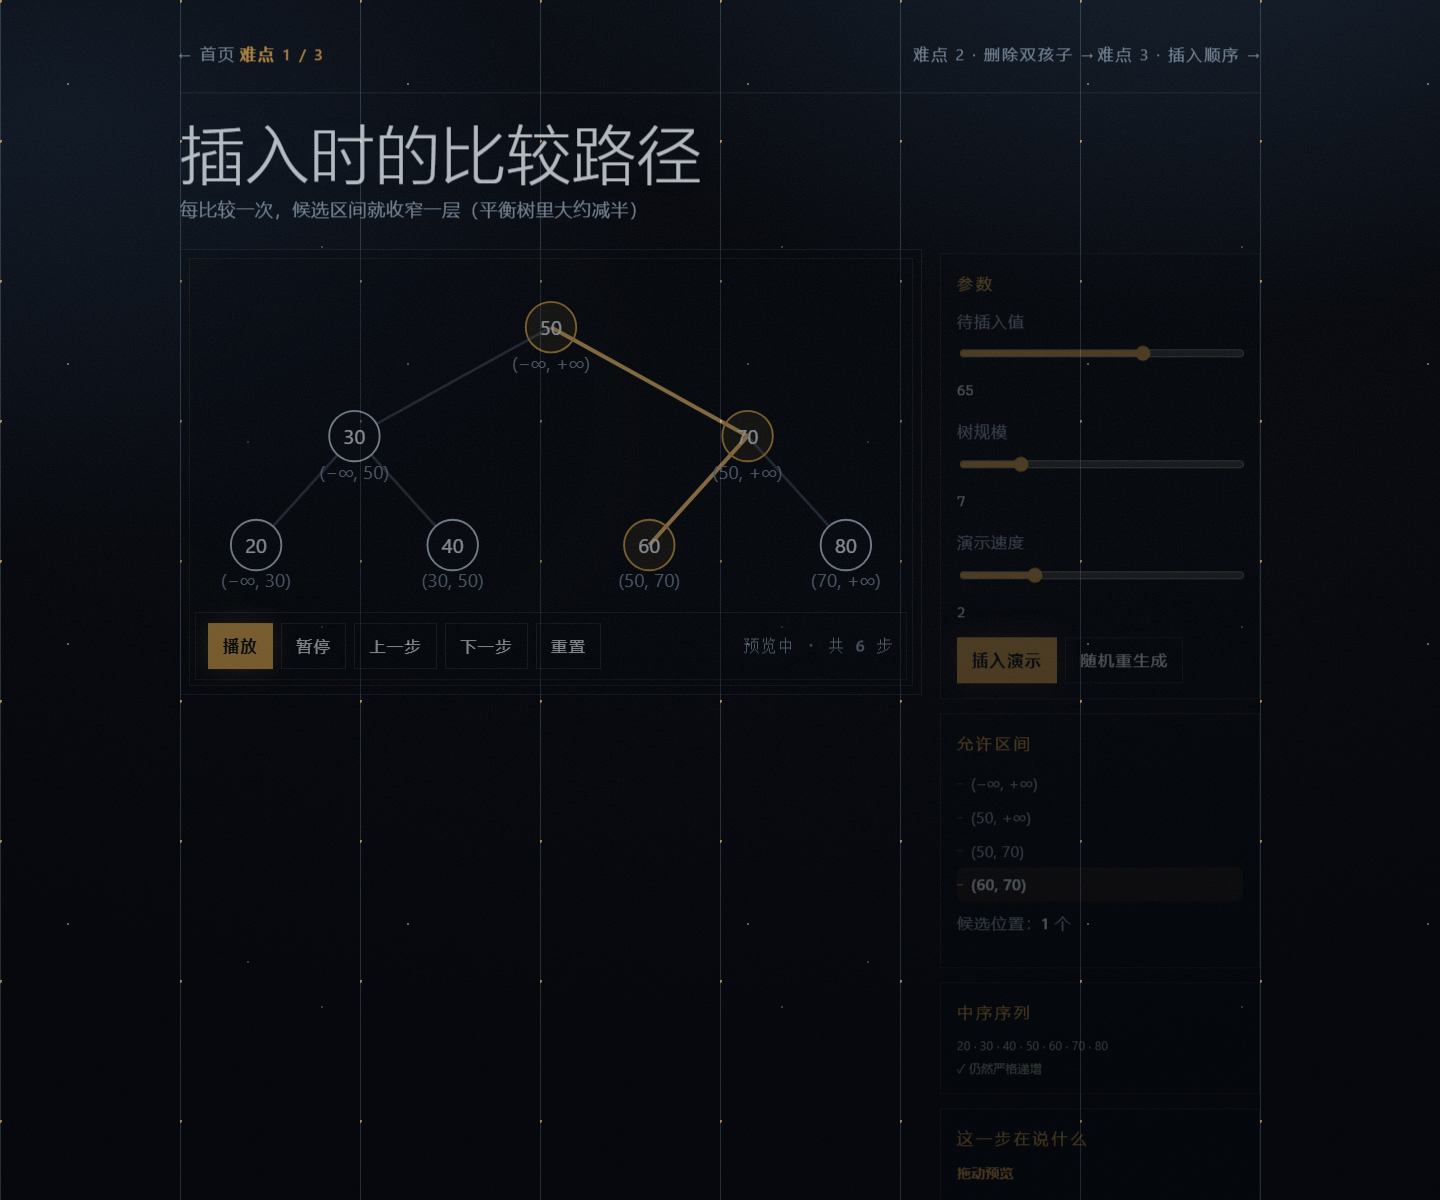 ← 首页 难点 1 / 3
难点 2 · 删除双孩子 →难点 3 · 插入顺序 →
插入时的比较路径
每比较一次，候选区间就收窄一层（平衡树里大约减半）
50
(−∞, +∞)
30
70
(−∞, 50)
(50, +∞)
20
40
60
80
(−∞, 30)
(30, 50)
(50, 70)
(70, +∞)
播放
暂停
上一步
下一步
重置
预览中 · 共 6 步
参数
待插入值
65
树规模
7
演示速度
2
插入演示
随机重生成
允许区间
– (−∞, +∞)
– (50, +∞)
– (50, 70)
– (60, 70)
候选位置：1 个
中序序列
20 · 30 · 40 · 50 · 60 · 70 · 80
✓ 仍然严格递增
这一步在说什么
拖动预览